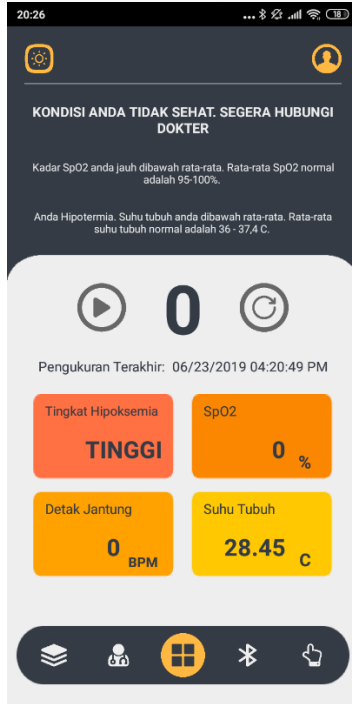 20:26
18
KONDISI ANDA TIDAK SEHAT. SEGERA HUBUNGI
DOKTER
Kadar SpO2 anda jauh dibawah rata-rata. Rata-rata SpO2 normal
adalah 95-100%.
Anda Hipotermia. Suhu tubuh anda dibawah rata-rata. Rata-rata
suhu tubuh normal adalah 36 - 37,4 C.
0
Pengukuran Terakhir: 06/23/2019 04:20:49 PM
Tingkat Hipoksemia
TINGGI
SpO2
0 %
Detak Jantung
0 BPM
Suhu Tubuh
28.45 C